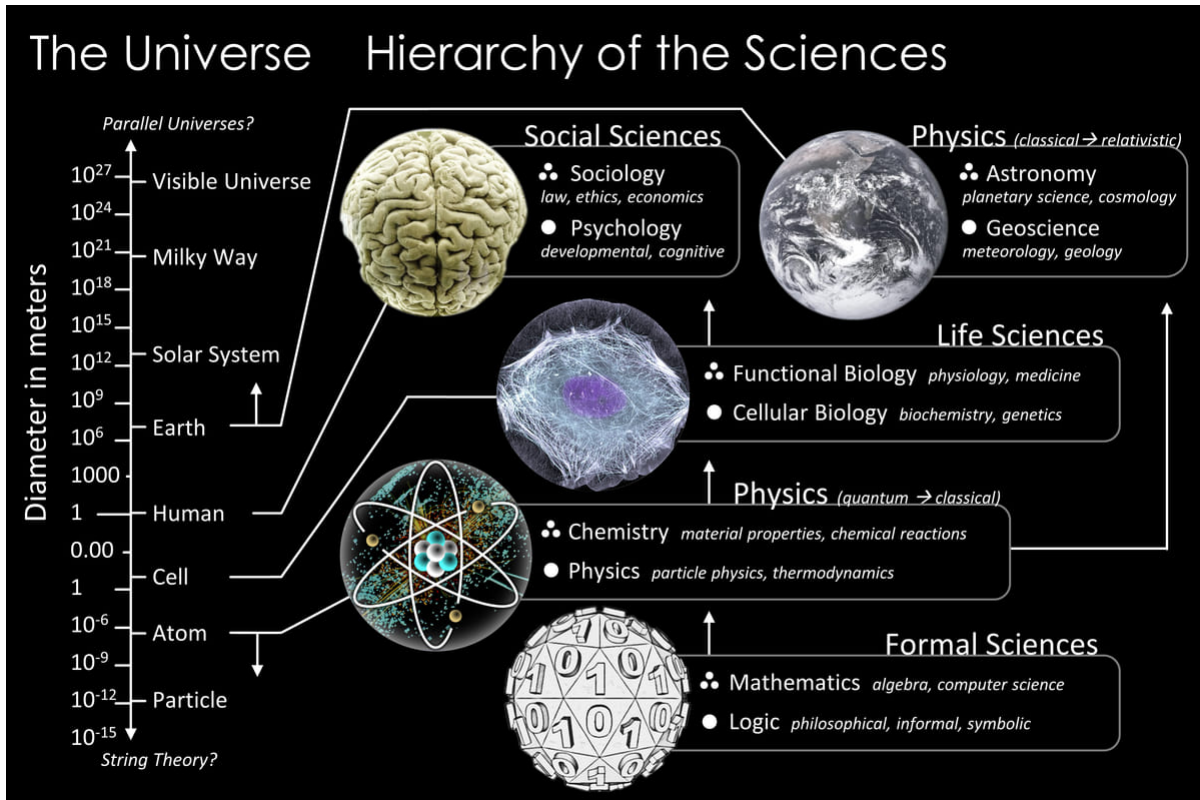 The Universe
Hierarchy of the Sciences
Parallel Universes?
Diameter in meters
10²⁷
Visible Universe
10²⁴
10²¹
Milky Way
10¹⁸
10¹⁵
Solar System
10¹²
10⁹
Earth
10⁶
1000
1
Human
0.00
Cell
1
10⁻⁶
Atom
10⁻⁹
10⁻¹²
Particle
10⁻¹⁵
String Theory?
Social Sciences
Sociology
law, ethics, economics
Psychology
developmental, cognitive
Physics (classical → relativistic)
Astronomy
planetary science, cosmology
Geoscience
meteorology, geology
Life Sciences
Functional Biology physiology, medicine
Cellular Biology biochemistry, genetics
Physics (quantum → classical)
Chemistry material properties, chemical reactions
Physics particle physics, thermodynamics
Formal Sciences
Mathematics algebra, computer science
Logic philosophical, informal, symbolic